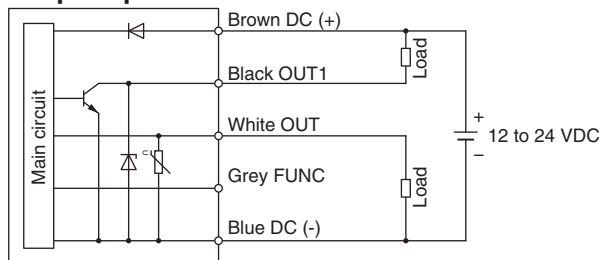 Brown DC (+)
Load
Black OUT1
Main circuit
White OUT
+
12 to 24 VDC
−
U
Grey FUNC
Load
Blue DC (-)